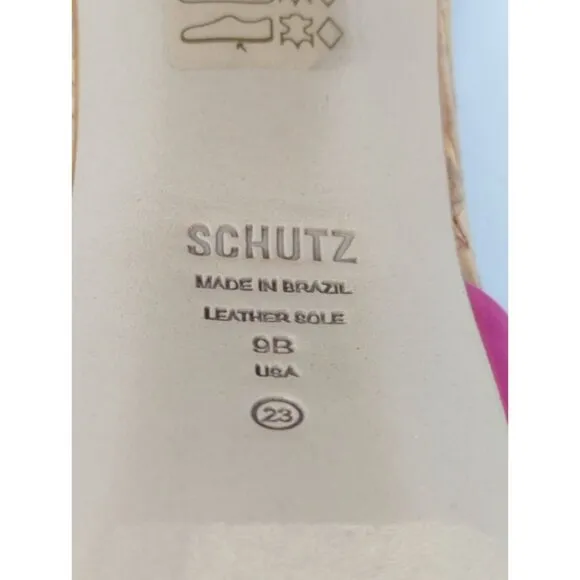 SCHUTZ
MADE IN BRAZIL
LEATHER SOLE
9B
USA
23